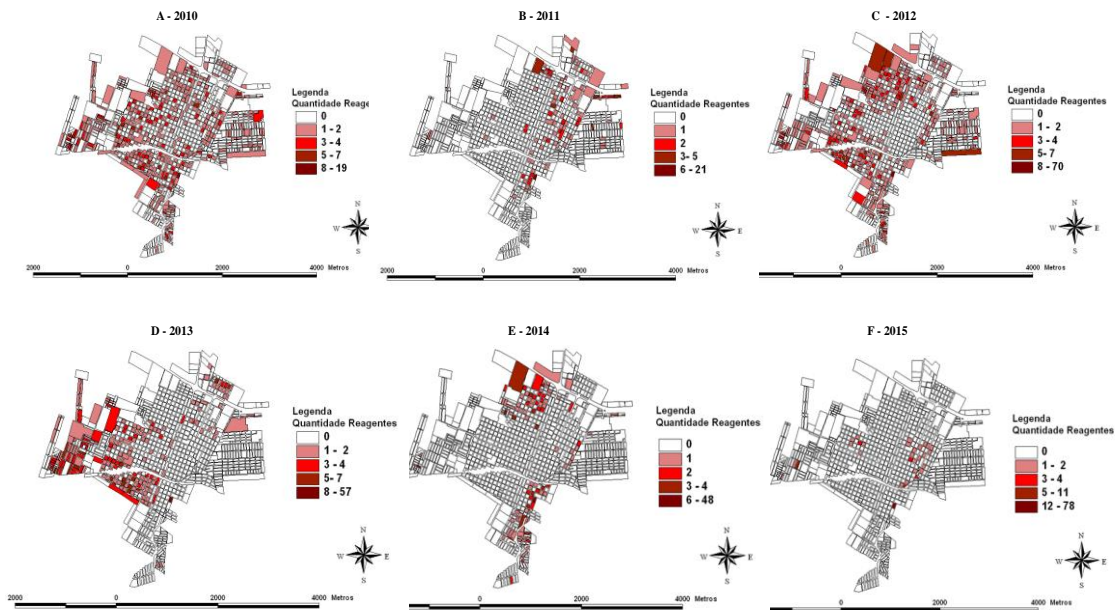 A - 2010
Legenda
Quantidade Reage
0
1 - 2
3 - 4
5 - 7
8 - 19
N
W
S
2000 0 2000 4000 Metros
B - 2011
Legenda
Quantidade Reagentes
0
1
2
3- 5
6 - 21
N
W E
S
2000 0 2000 4000 Metros
C - 2012
Legenda
Quantidade Reagentes
0
1 - 2
3 - 4
5- 7
8 - 70
N
W E
S
0 2000 4000 Metros
D - 2013
Legenda
Quantidade Reagentes
0
1 - 2
3 - 4
5- 7
8 - 57
N
W E
S
2000 0 2000 4000 Metros
E - 2014
Legenda
Quantidade Reagentes
0
1
2
3 - 4
6 - 48
N
W E
S
2000 0 2000 4000 Metros
F - 2015
Legenda
Quantidade Reagentes
0
1 - 2
3 - 4
5 - 11
12 - 78
N
W E
S
0 2000 4000 Metros